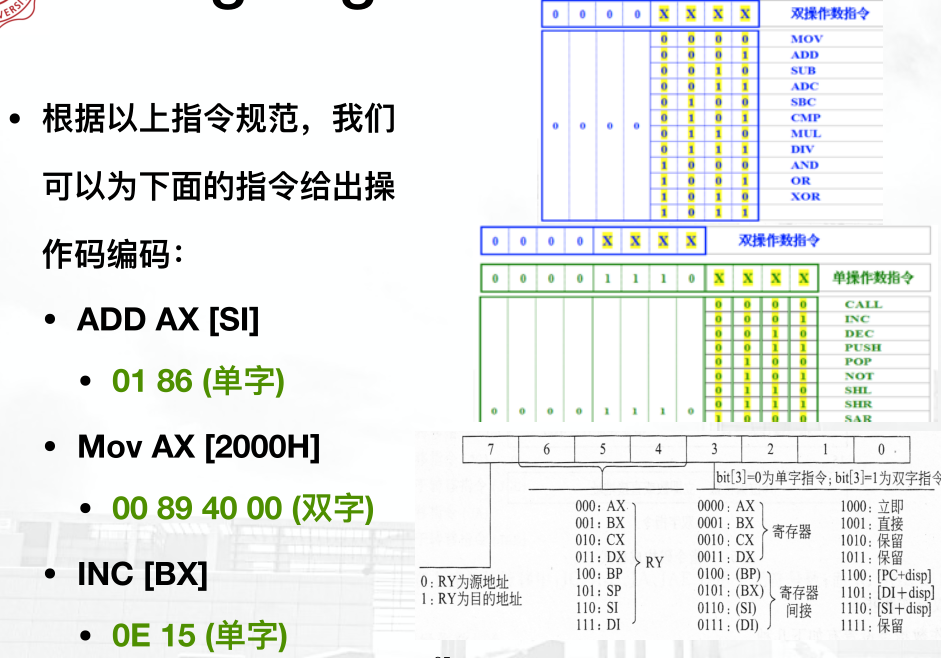 • 根据以上指令规范，我们
可以为下面的指令给出操
作码编码：
• ADD AX [SI]
• 01 86 (单字)
• Mov AX [2000H]
• 00 89 40 00 (双字)
• INC [BX]
• 0E 15 (单字)
0 0 0 0 X X X X 双操作数指令
0 0 0 0 MOV
0 0 0 1 ADD
0 0 1 0 SUB
0 0 1 1 ADC
0 1 0 0 SBC
0 0 0 0 0 1 0 1 CMP
0 1 1 0 MUL
0 1 1 1 DIV
1 0 0 0 AND
1 0 0 1 OR
1 0 1 0 XOR
1 0 1 1
0 0 0 0 X X X X 双操作数指令
0 0 0 0 1 1 1 0 X X X X 单操作数指令
0 0 0 0 CALL
0 0 0 1 INC
DEC
0 0 1 1 PUSH
POP
0 1 0 1 NOT
0 1 1 0 SHL
0 1 1 1 SHR
0 0 0 0 1 1 1 0 1 0 0 0 SAR
7 6 5 4 3 2 1 0
bit[3]=0为单字指令; bit[3]=1为双字指令
000: AX 0000: AX 1000: 立即
001: BX 0001: BX 1001: 直接
010: CX 0010: CX 寄存器 1010: 保留
011: DX RY 0011: DX 1011: 保留
0: RY为源地址 100: BP 0100: (BP) 1100: [PC+disp]
1: RY为目的地址 101: SP 0101: (BX) 寄存器 1101: [DI+disp]
110: SI 0110: (SI) 间接 1110: [SI+disp]
111: DI 0111: (DI) 1111: 保留